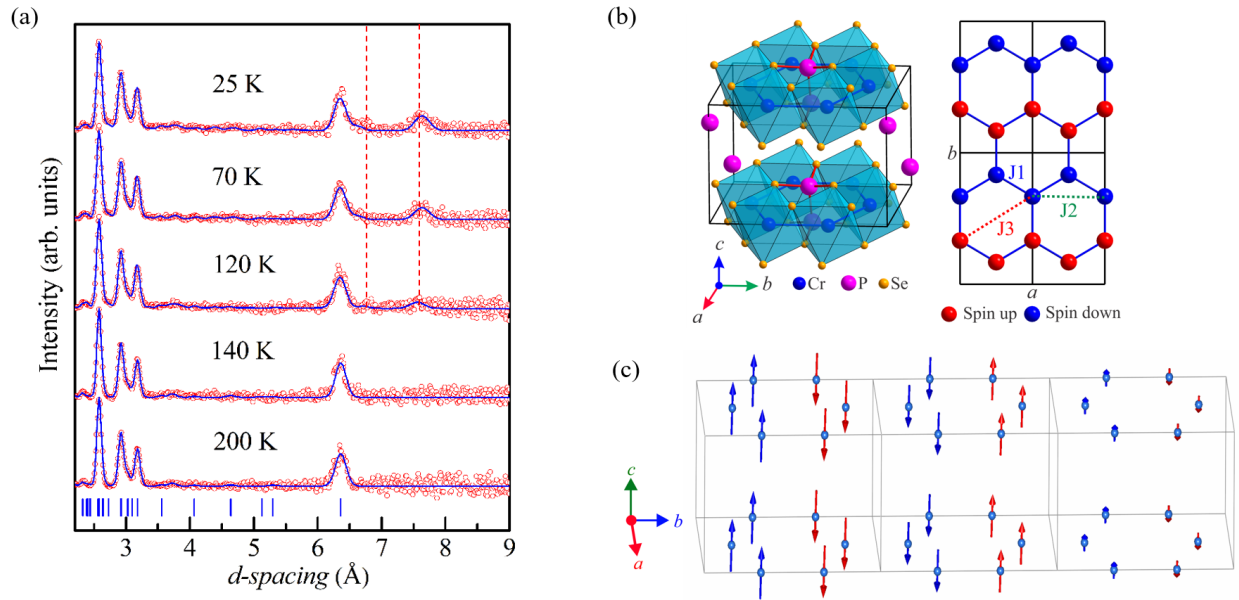 (a)
25 K
70 K
120 K
140 K
200 K
Intensity (arb. units)
3 4 5 6 7 8 9
d-spacing (Å)
(b)
c
b
a
Cr P Se
b
J1
J2
J3
a
Spin up Spin down
(c)
c
b
a